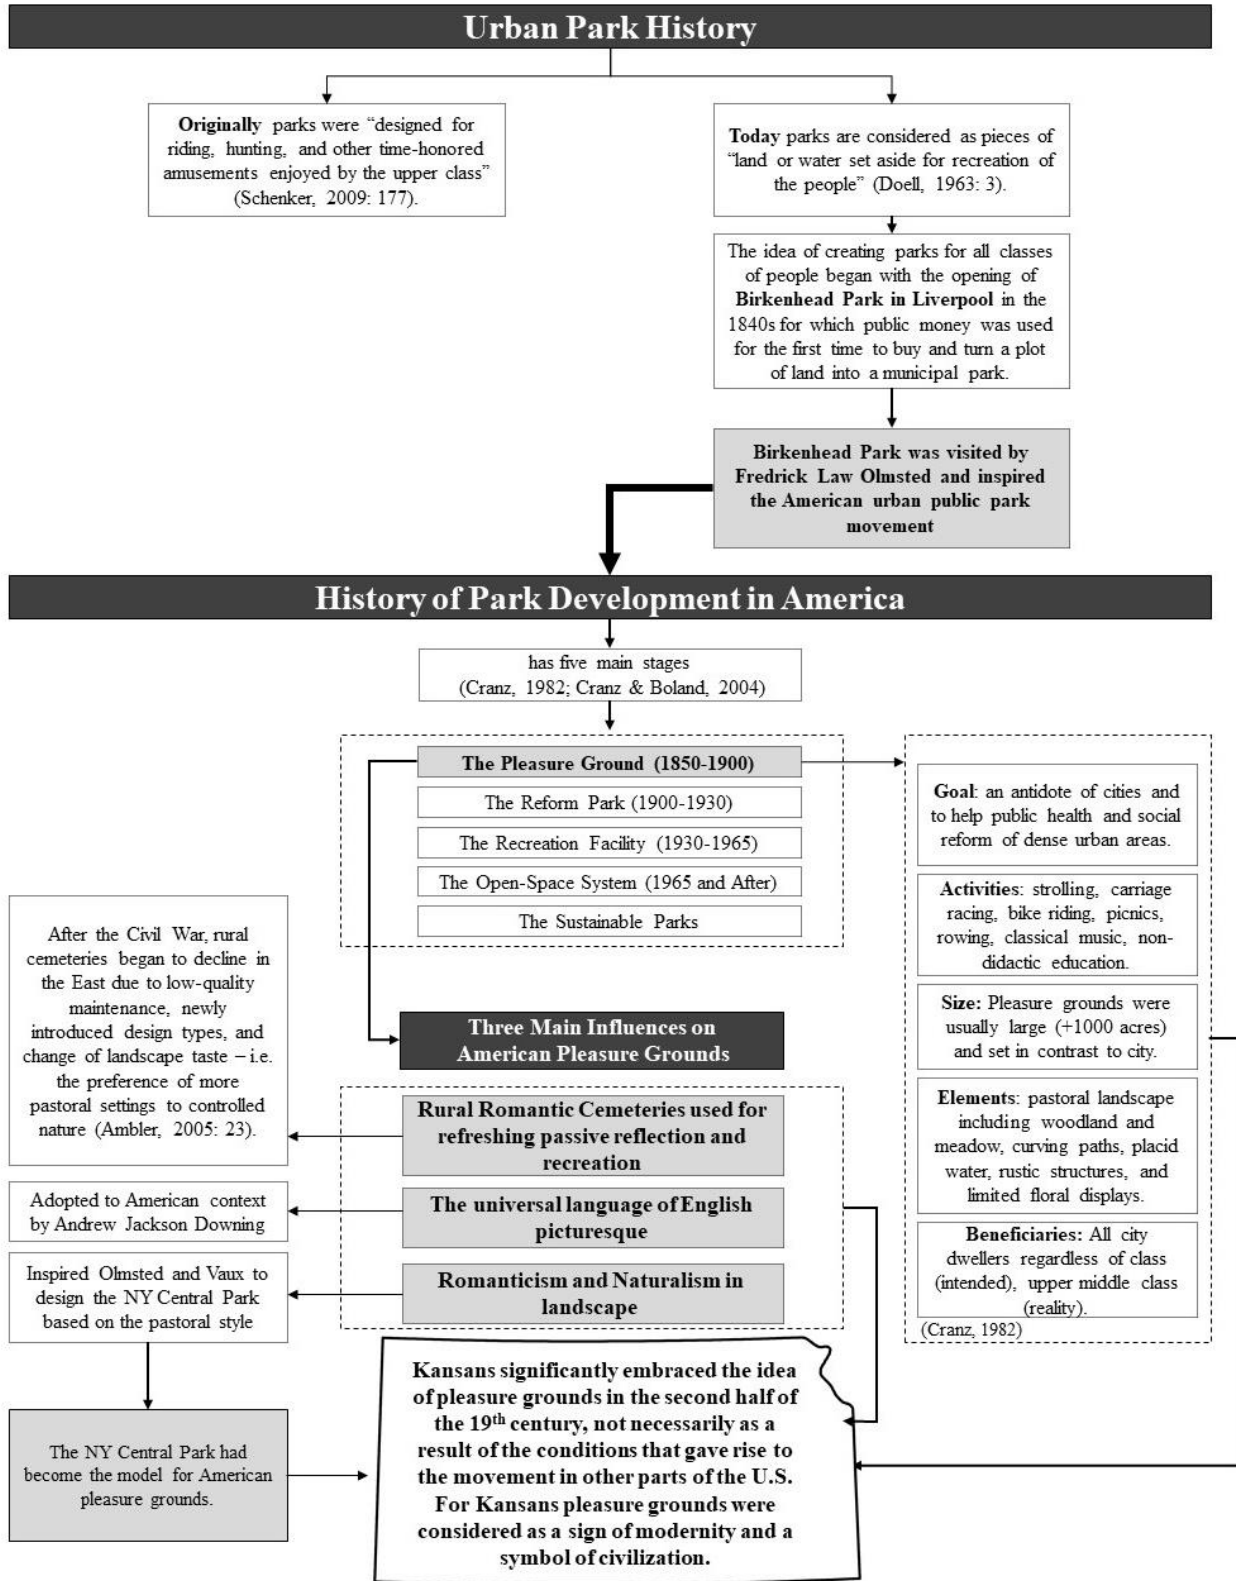 Urban Park History
Originally parks were “designed for
riding, hunting, and other time-honored
amusements enjoyed by the upper class”
(Schenker, 2009: 177).
Today parks are considered as pieces of
“land or water set aside for recreation of
the people” (Doell, 1963: 3).
The idea of creating parks for all classes
of people began with the opening of
Birkenhead Park in Liverpool in the
1840s for which public money was used
for the first time to buy and turn a plot
of land into a municipal park.
Birkenhead Park was visited by
Fredrick Law Olmsted and inspired
the American urban public park
movement
History of Park Development in America
has five main stages
(Cranz, 1982; Cranz & Boland, 2004)
The Pleasure Ground (1850-1900)
The Reform Park (1900-1930)
The Recreation Facility (1930-1965)
The Open-Space System (1965 and After)
The Sustainable Parks
Goal: an antidote of cities and
to help public health and social
reform of dense urban areas.
Activities: strolling, carriage
racing, bike riding, picnics,
rowing, classical music, non-
didactic education.
Size: Pleasure grounds were
usually large (+1000 acres)
and set in contrast to city.
Elements: pastoral landscape
including woodland and
meadow, curving paths, placid
water, rustic structures, and
limited floral displays.
Beneficiaries: All city
dwellers regardless of class
(intended), upper middle class
(reality).
(Cranz, 1982)
Three Main Influences on
American Pleasure Grounds
Rural Romantic Cemeteries used for
refreshing passive reflection and
recreation
The universal language of English
picturesque
Romanticism and Naturalism in
landscape
After the Civil War, rural
cemeteries began to decline in
the East due to low-quality
maintenance, newly
introduced design types, and
change of landscape taste – i.e.
the preference of more
pastoral settings to controlled
nature (Ambler, 2005: 23).
Adopted to American context
by Andrew Jackson Downing
Inspired Olmsted and Vaux to
design the NY Central Park
based on the pastoral style
The NY Central Park had
become the model for American
pleasure grounds.
Kansans significantly embraced the idea
of pleasure grounds in the second half of
the 19th century, not necessarily as a
result of the conditions that gave rise to
the movement in other parts of the U.S.
For Kansans pleasure grounds were
considered as a sign of modernity and a
symbol of civilization.